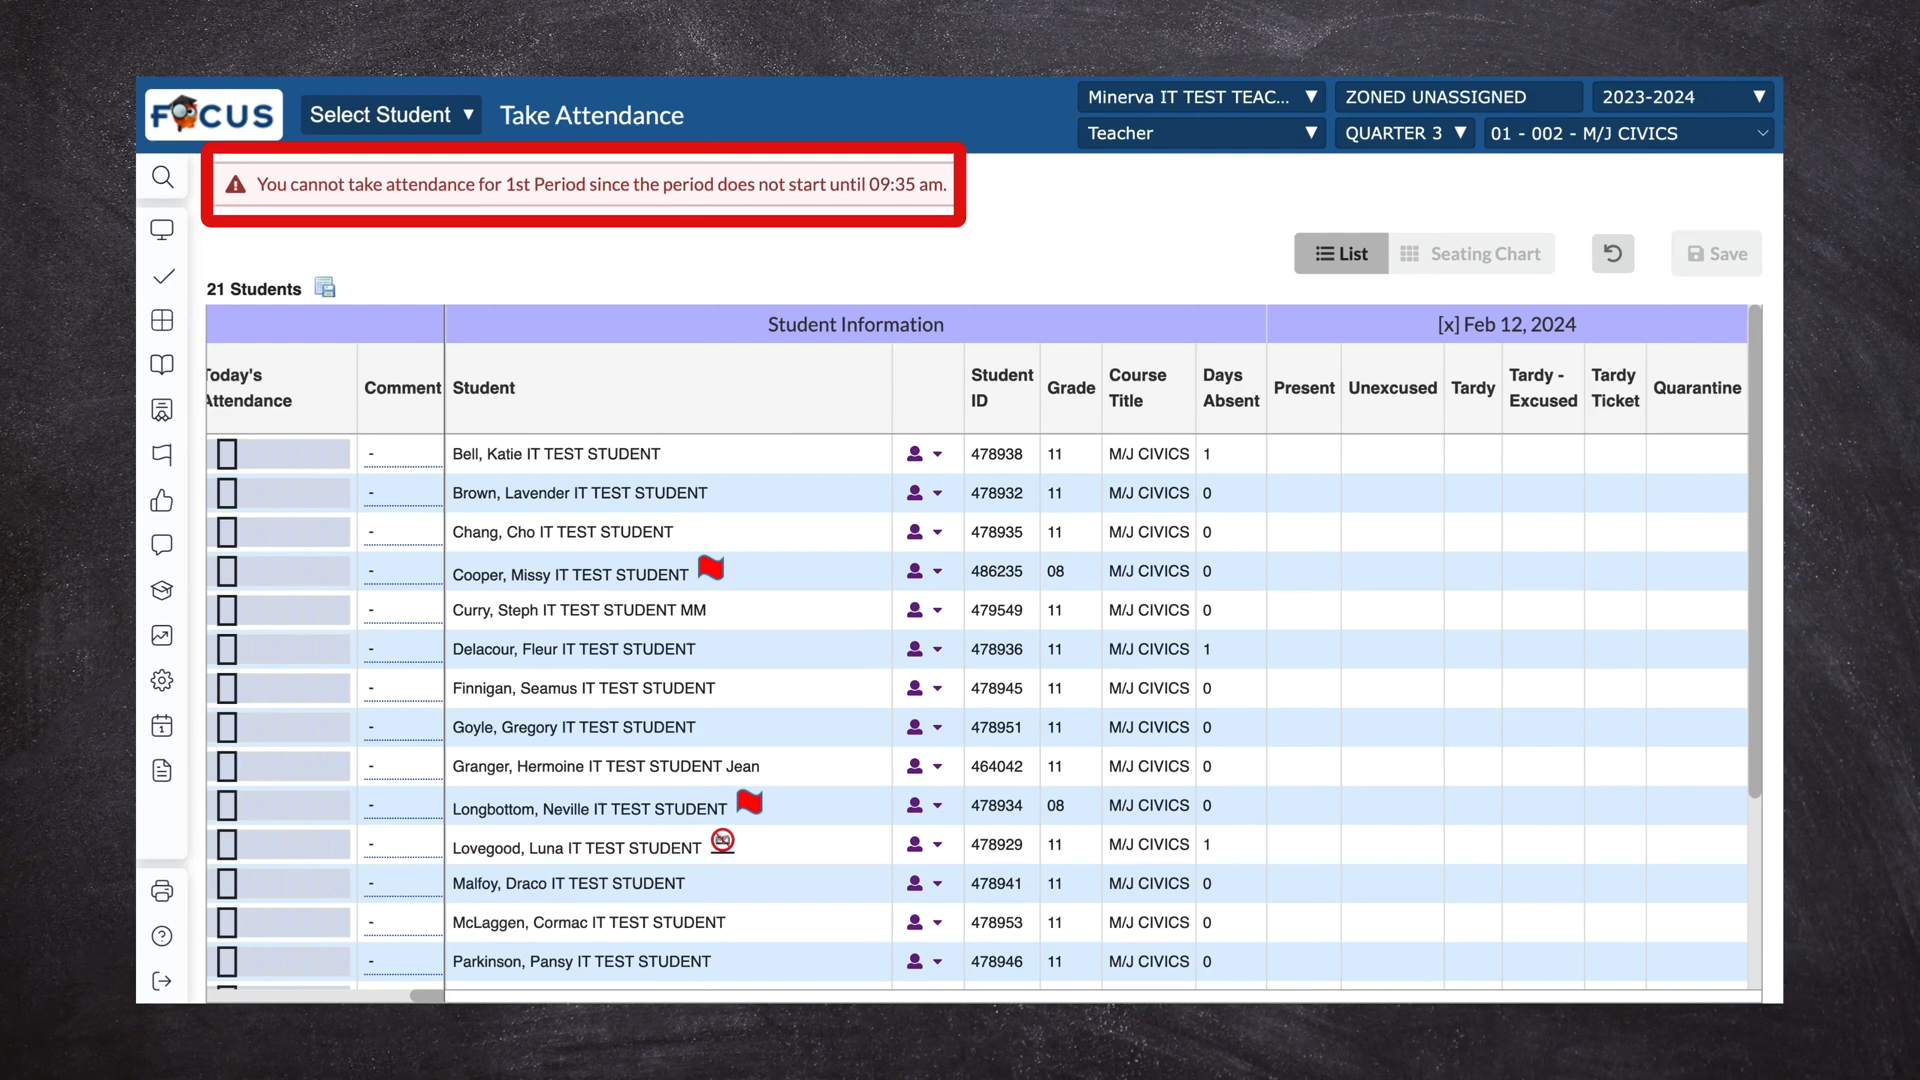 FOCUS
Select Student ▼
Take Attendance
Minerva IT TEST TEAC... ▼
ZONED UNASSIGNED
2023-2024 ▼
Teacher ▼
QUARTER 3 ▼
01 - 002 - M/J CIVICS
You cannot take attendance for 1st Period since the period does not start until 09:35 am.
List
Seating Chart
Save
21 Students
Student Information
[x] Feb 12, 2024
Today's Attendance
Comment
Student
Student ID
Grade
Course Title
Days Absent
Present
Unexcused
Tardy
Tardy - Excused
Tardy Ticket
Quarantine
- Bell, Katie IT TEST STUDENT 478938 11 M/J CIVICS 1
- Brown, Lavender IT TEST STUDENT 478932 11 M/J CIVICS 0
- Chang, Cho IT TEST STUDENT 478935 11 M/J CIVICS 0
- Cooper, Missy IT TEST STUDENT 486235 08 M/J CIVICS 0
- Curry, Steph IT TEST STUDENT MM 479549 11 M/J CIVICS 0
- Delacour, Fleur IT TEST STUDENT 478936 11 M/J CIVICS 1
- Finnigan, Seamus IT TEST STUDENT 478945 11 M/J CIVICS 0
- Goyle, Gregory IT TEST STUDENT 478951 11 M/J CIVICS 0
- Granger, Hermoine IT TEST STUDENT Jean 464042 11 M/J CIVICS 0
- Longbottom, Neville IT TEST STUDENT 478934 08 M/J CIVICS 0
- Lovegood, Luna IT TEST STUDENT 478929 11 M/J CIVICS 1
- Malfoy, Draco IT TEST STUDENT 478941 11 M/J CIVICS 0
- McLaggen, Cormac IT TEST STUDENT 478953 11 M/J CIVICS 0
- Parkinson, Pansy IT TEST STUDENT 478946 11 M/J CIVICS 0